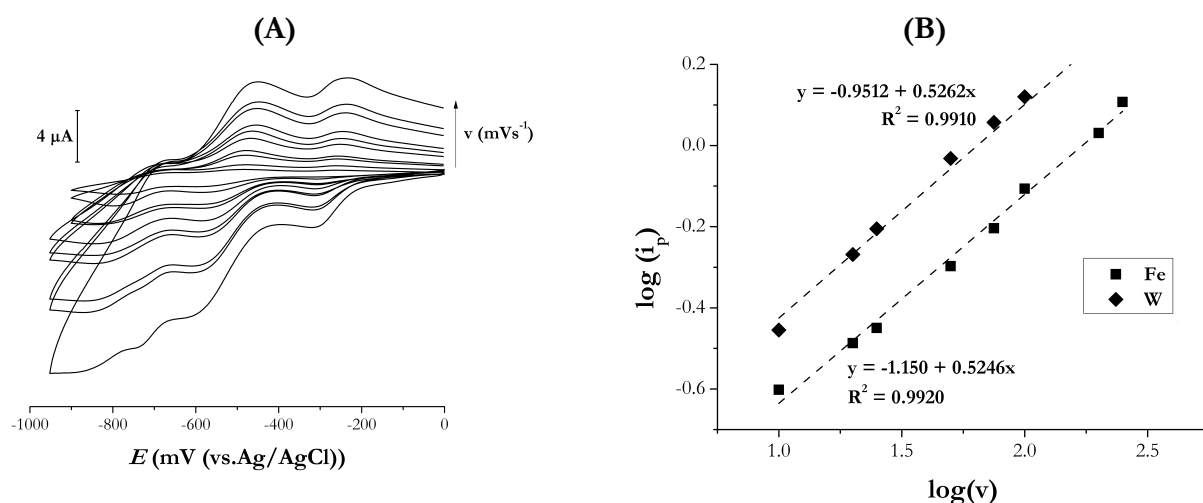 (A)
4 µA
v (mVs⁻¹)
-1000 -800 -600 -400 -200 0
E (mV (vs.Ag/AgCl))
(B)
0.2
0.0
-0.2
-0.4
-0.6
log (iₚ)
y = -0.9512 + 0.5262x
R² = 0.9910
Fe
W
y = -1.150 + 0.5246x
R² = 0.9920
1.0 1.5 2.0 2.5
log(v)